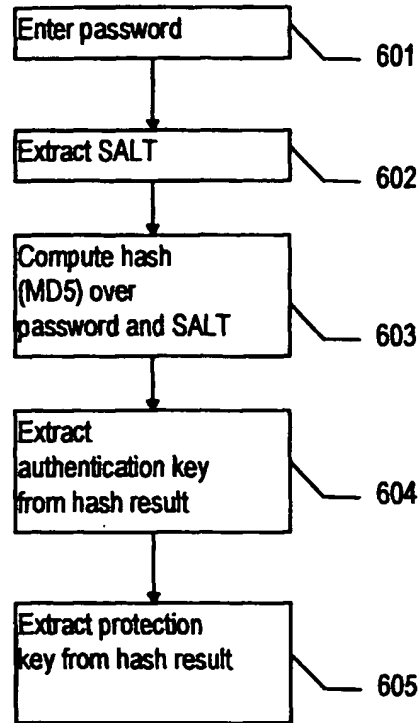 Enter password
601
Extract SALT
602
Compute hash
(MD5) over
password and SALT
603
Extract
authentication key
from hash result
604
Extract protection
key from hash result
605